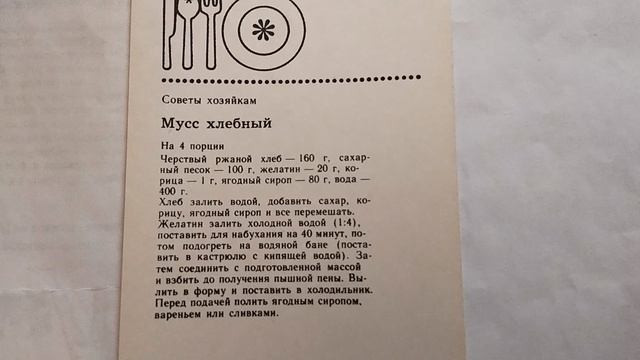 Советы хозяйкам
Мусс хлебный
На 4 порции
Черствый ржаной хлеб — 160 г, сахар-
ный песок — 100 г, желатин — 20 г, ко-
рица — 1 г, ягодный сироп — 80 г, вода —
400 г.
Хлеб залить водой, добавить сахар, ко-
рицу, ягодный сироп и все перемешать.
Желатин залить холодной водой (1:4),
поставить для набухания на 40 минут, по-
том подогреть на водяной бане (поста-
вить в кастрюлю с кипящей водой). За-
тем соединить с подготовленной массой
и взбить до получения пышной пены. Вы-
лить в форму и поставить в холодильник.
Перед подачей полить ягодным сиропом,
вареньем или сливками.